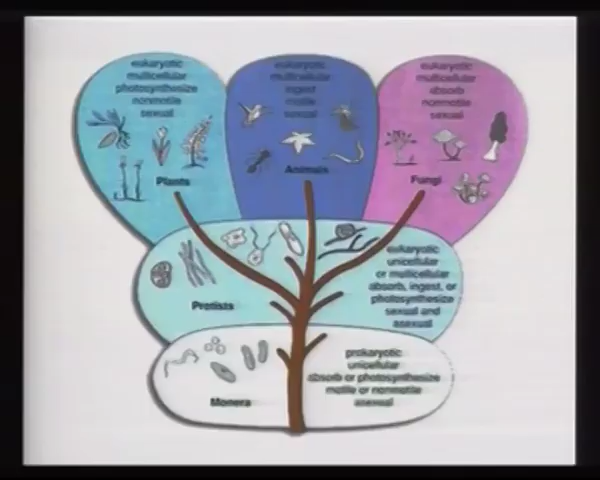 eukaryotic
multicellular
photosynthesize
nonmotile
sexual
Plants
eukaryotic
multicellular
ingest
motile
sexual
Animals
eukaryotic
multicellular
absorb
nonmotile
sexual
Fungi
Protists
eukaryotic
unicellular
or multicellular
absorb, ingest, or
photosynthesize
sexual and
asexual
Monera
prokaryotic
unicellular
absorb or photosynthesize
motile or nonmotile
asexual